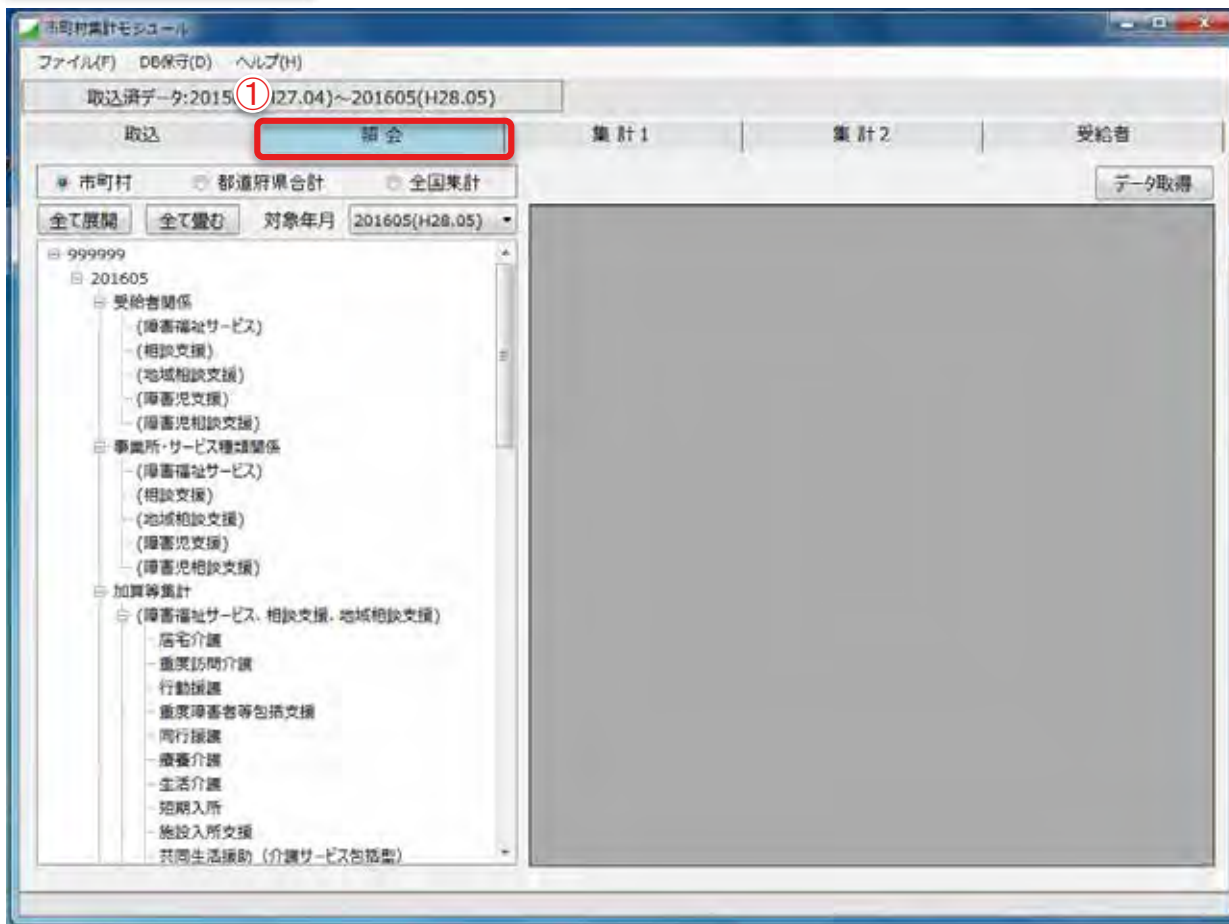 市町村集計モジュール
ファイル(F) DB保守(D) ヘルプ(H)
取込済データ:2015 ① H27.04)～201605(H28.05)
取込 照会 集計1 集計2 受給者
市町村 都道府県合計 全国集計 データ取得
全て展開 全て畳む 対象年月 201605(H28.05)
999999
201605
受給者関係
(障害福祉サービス)
(相談支援)
(地域相談支援)
(障害児支援)
(障害児相談支援)
事業所・サービス種類関係
(障害福祉サービス)
(相談支援)
(地域相談支援)
(障害児支援)
(障害児相談支援)
加算等集計
(障害福祉サービス、相談支援、地域相談支援)
居宅介護
重度訪問介護
行動援護
重度障害者等包括支援
同行援護
療養介護
生活介護
短期入所
施設入所支援
共同生活援助（介護サービス包括型）